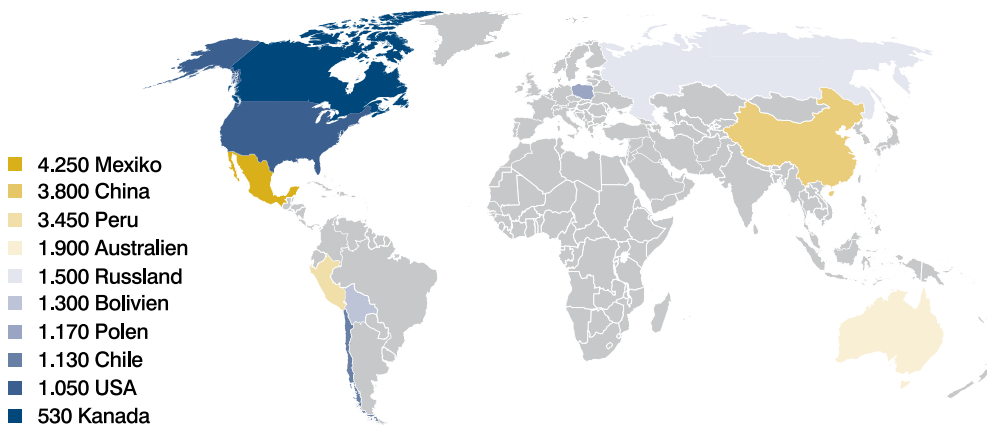 4.250 Mexiko
3.800 China
3.450 Peru
1.900 Australien
1.500 Russland
1.300 Bolivien
1.170 Polen
1.130 Chile
1.050 USA
530 Kanada